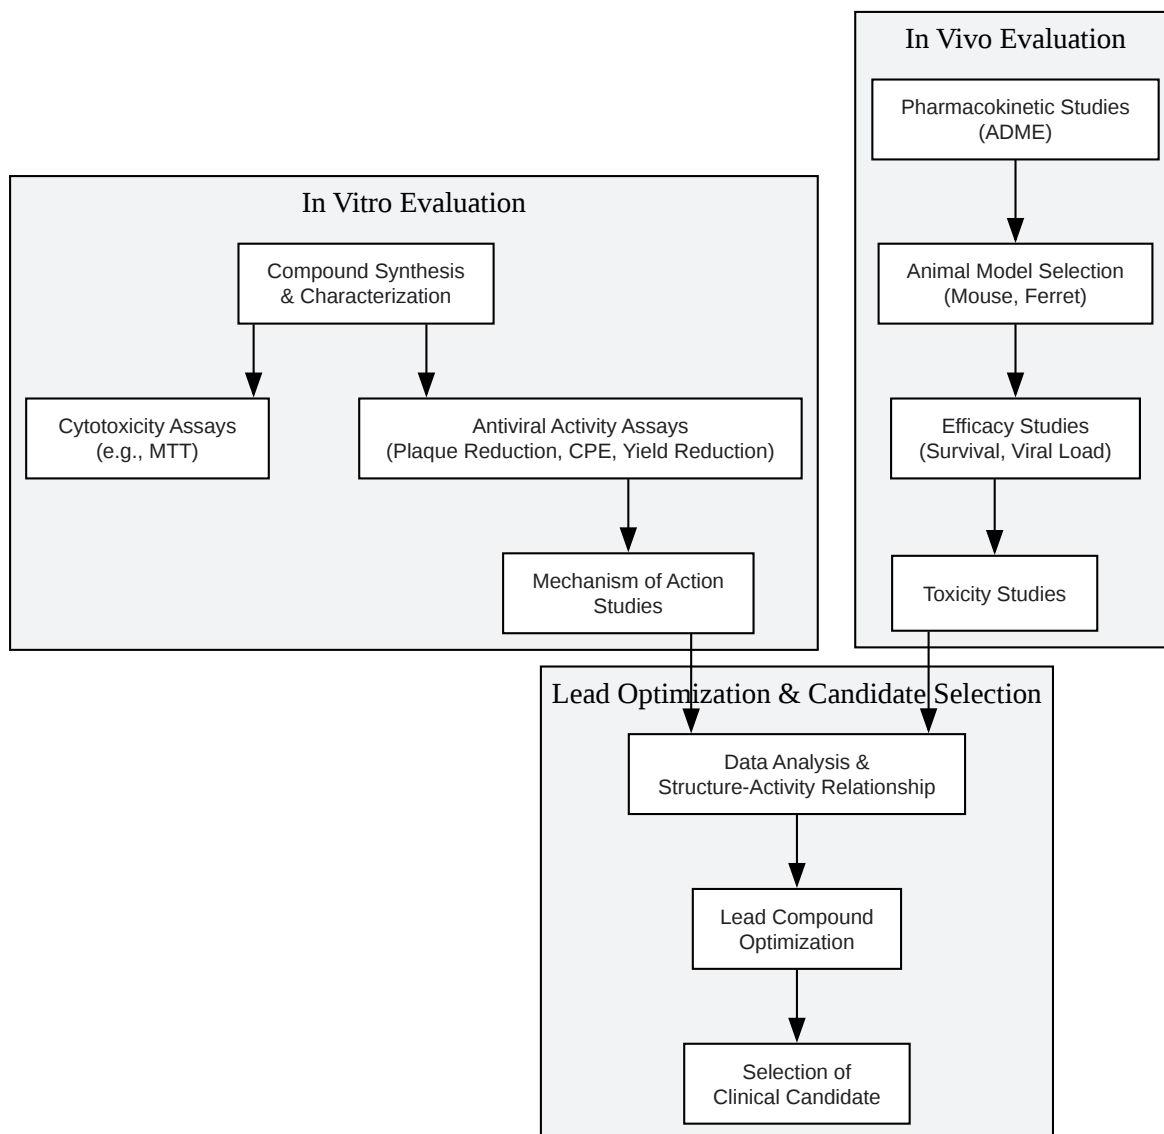 In Vivo Evaluation
Pharmacokinetic Studies
(ADME)
Animal Model Selection
(Mouse, Ferret)
Efficacy Studies
(Survival, Viral Load)
Toxicity Studies
In Vitro Evaluation
Compound Synthesis
& Characterization
Cytotoxicity Assays
(e.g., MTT)
Antiviral Activity Assays
(Plaque Reduction, CPE, Yield Reduction)
Mechanism of Action
Studies
Lead Optimization & Candidate Selection
Data Analysis &
Structure-Activity Relationship
Lead Compound
Optimization
Selection of
Clinical Candidate